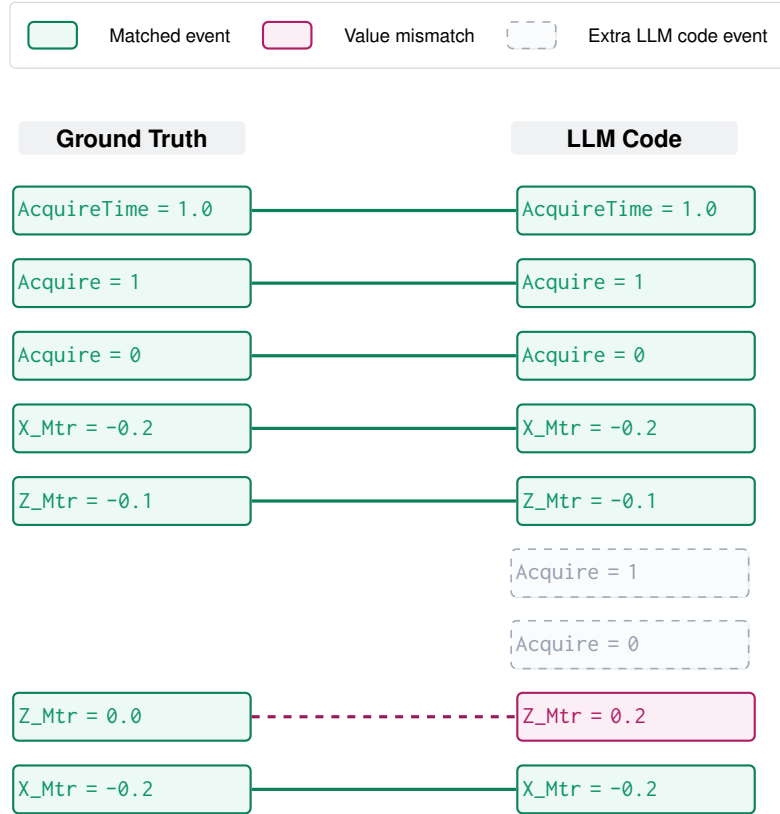 Matched event Value mismatch Extra LLM code event
Ground Truth LLM Code
AcquireTime = 1.0 AcquireTime = 1.0
Acquire = 1 Acquire = 1
Acquire = 0 Acquire = 0
X_Mtr = -0.2 X_Mtr = -0.2
Z_Mtr = -0.1 Z_Mtr = -0.1
Acquire = 1
Acquire = 0
Z_Mtr = 0.0 Z_Mtr = 0.2
X_Mtr = -0.2 X_Mtr = -0.2